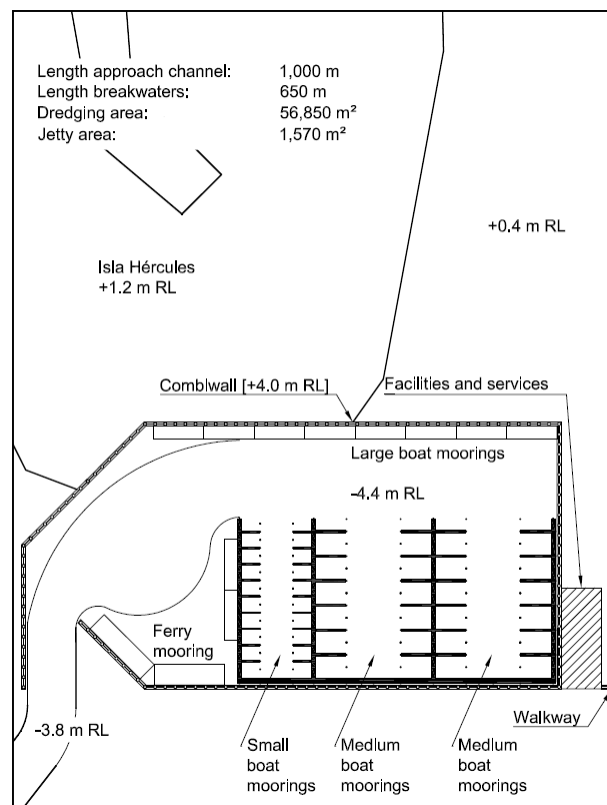 Length approach channel: 1,000 m
Length breakwaters: 650 m
Dredging area: 56,850 m²
Jetty area: 1,570 m²
+0.4 m RL
Isla Hércules
+1.2 m RL
Combiwall [+4.0 m RL]
Facilities and services
Large boat moorings
-4.4 m RL
Ferry
mooring
-3.8 m RL
Walkway
Small
boat
moorings
Medium
boat
moorings
Medium
boat
moorings